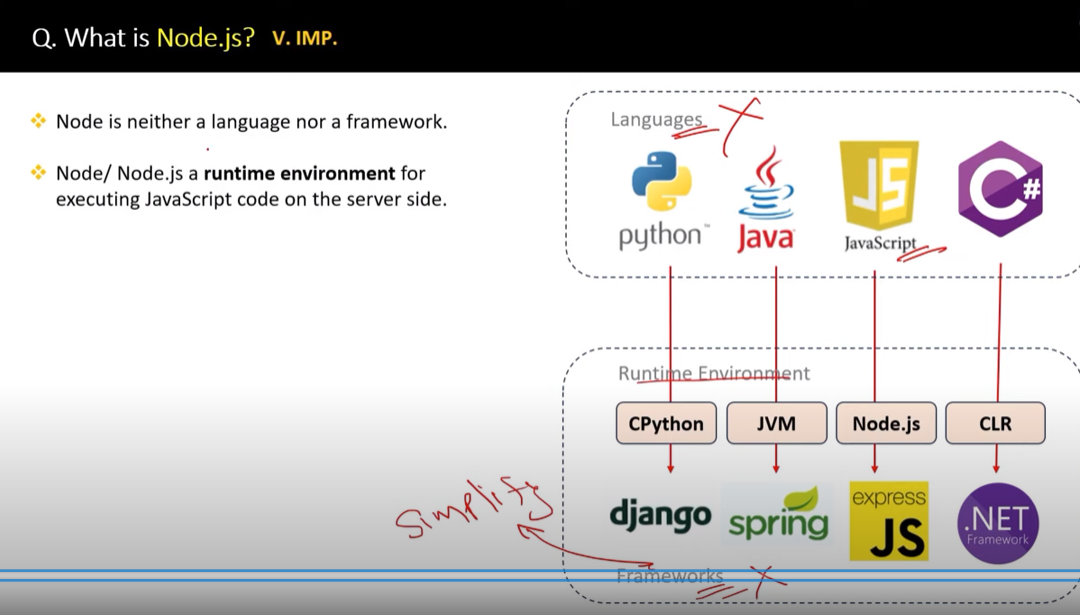 Q. What is Node.js? V. IMP.
Node is neither a language nor a framework.
Node/ Node.js a runtime environment for
executing JavaScript code on the server side.
Languages
python™
Java
JS
JavaScript
C#
Runtime Environment
CPython
JVM
Node.js
CLR
Simplify
django
spring
express
JS
.NET
Framework
Frameworks